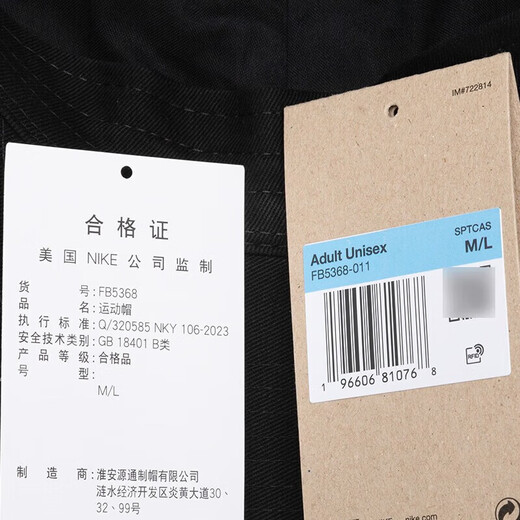 合格证
美国 NIKE 公司监制
货号:FB5368
品名:运动帽
执行标准:Q/320585 NKY 106-2023
安全技术类别:GB 18401 B类
产品等级:合格品
号型:
M/L
制造商:淮安源通制帽有限公司
涟水经济开发区炎黄大道30、
32、99号
IM#722814
SPTCAS
Adult Unisex M/L
FB5368-011
RFID
1 96606 81076 8